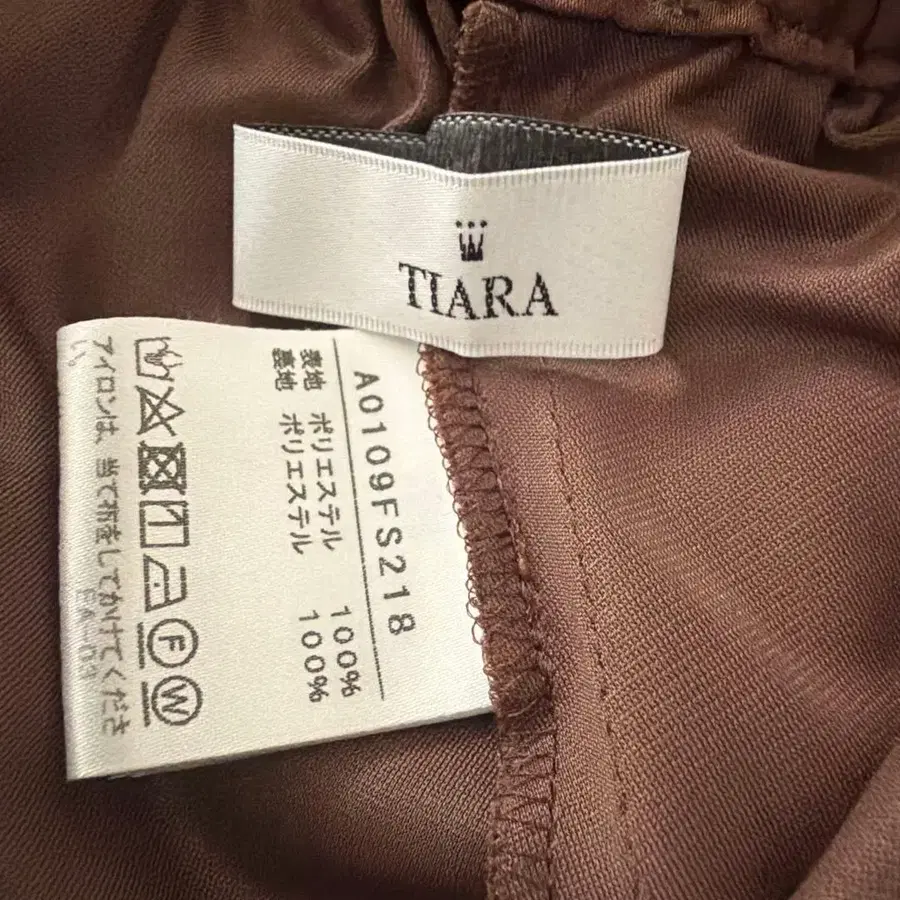 TIARA
A0109FS218
表地 ポリエステル 100%
裏地 ポリエステル 100%
F W
アイロンは、当て布をしてかけてくださ
い。